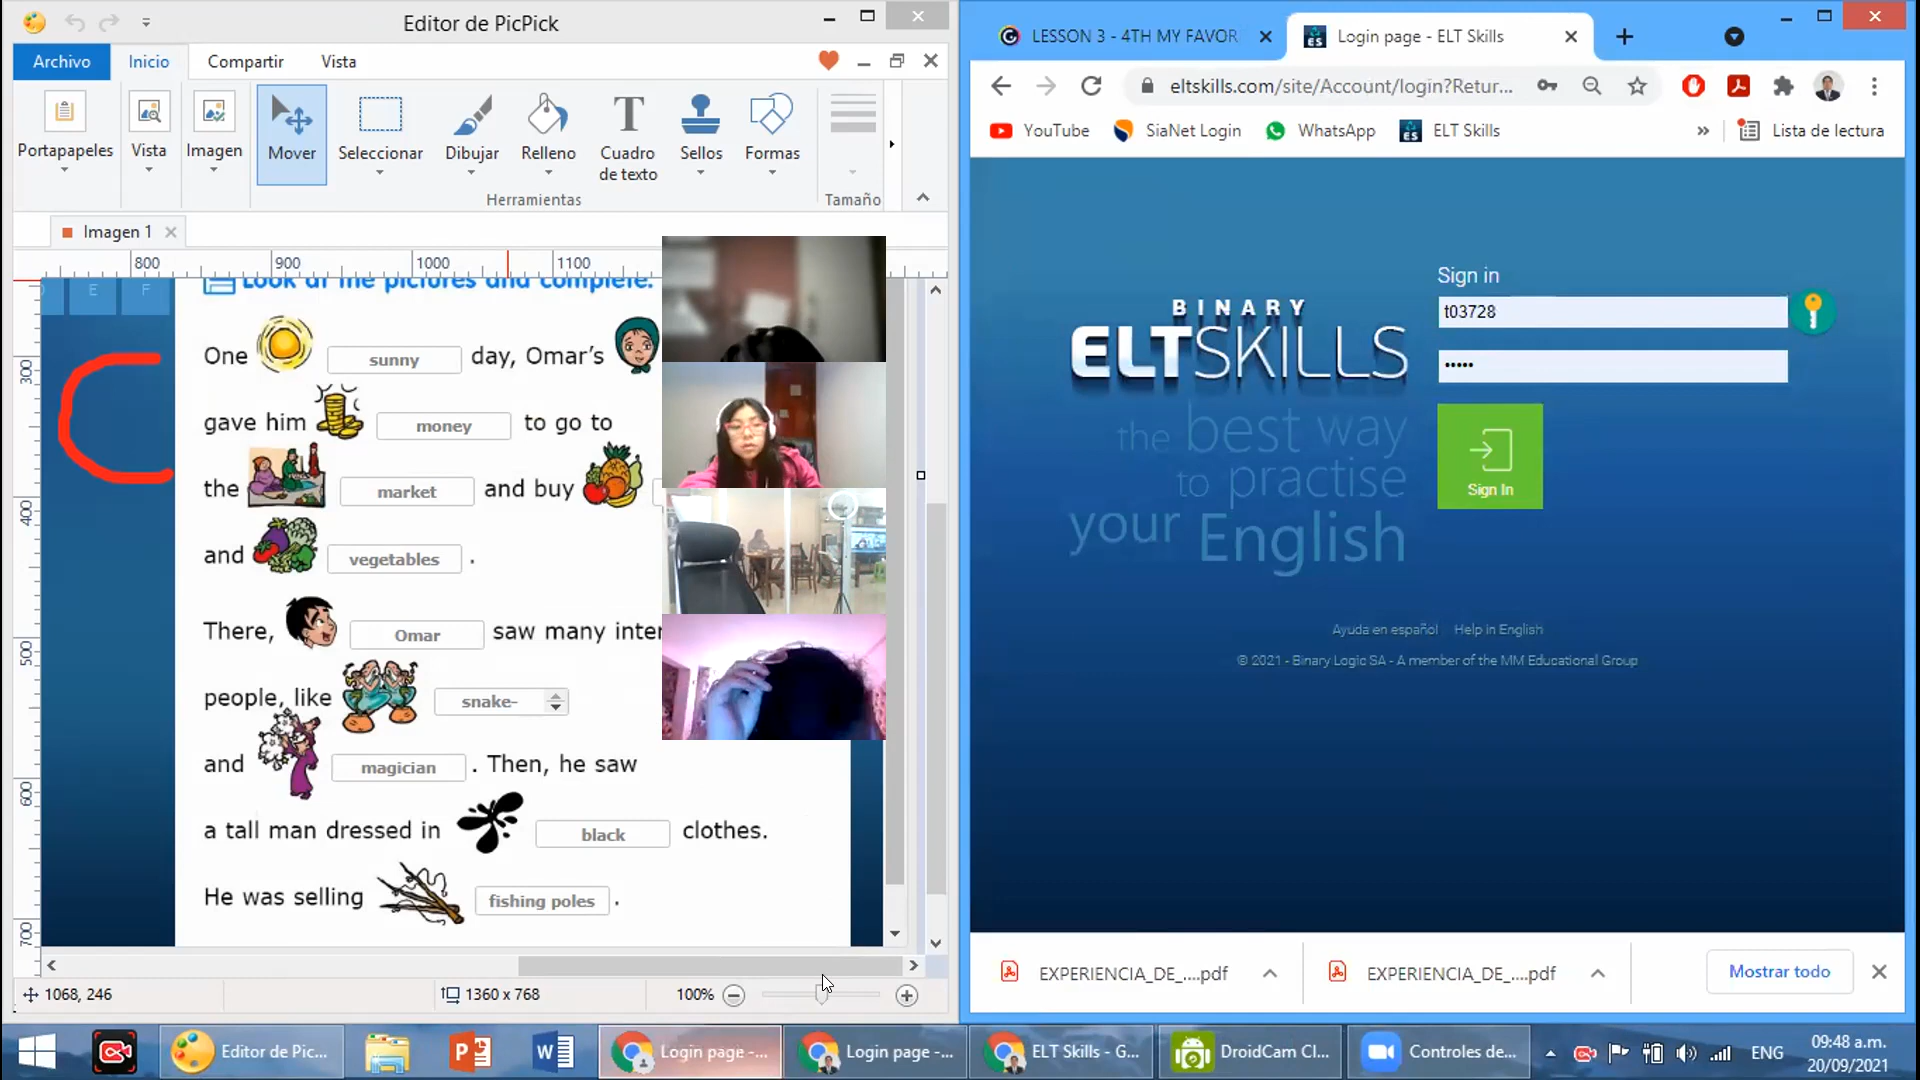 Editor de PicPick
Archivo
Inicio
Compartir
Vista
Portapapeles
Vista
Imagen
Mover
Seleccionar
Dibujar
Relleno
Cuadro de texto
Sellos
Formas
Herramientas
Tamaño
Imagen 1
800 900 1000 1100
E F
Look at the pictures and complete.
One sunny day, Omar's
gave him money to go to
the market and buy
and vegetables .
There, Omar saw many inter
people, like snake-
and magician . Then, he saw
a tall man dressed in black clothes.
He was selling fishing poles .
300
400
500
600
700
1068, 246
1360 x 768
100%
LESSON 3 - 4TH MY FAVOR
Login page - ELT Skills
eltskills.com/site/Account/login?Retur...
YouTube
SiaNet Login
WhatsApp
ELT Skills
»
Lista de lectura
BINARY
ELTSKILLS
the best way
to practise
your English
Sign in
t03728
•••••
Sign In
Ayuda en español Help in English
© 2021 - Binary Logic SA - A member of the MM Educational Group
EXPERIENCIA_DE_....pdf
EXPERIENCIA_DE_....pdf
Mostrar todo
Editor de Pic...
Login page -...
Login page -...
ELT Skills - G...
DroidCam Cl...
Controles de...
ENG
09:48 a.m.
20/09/2021